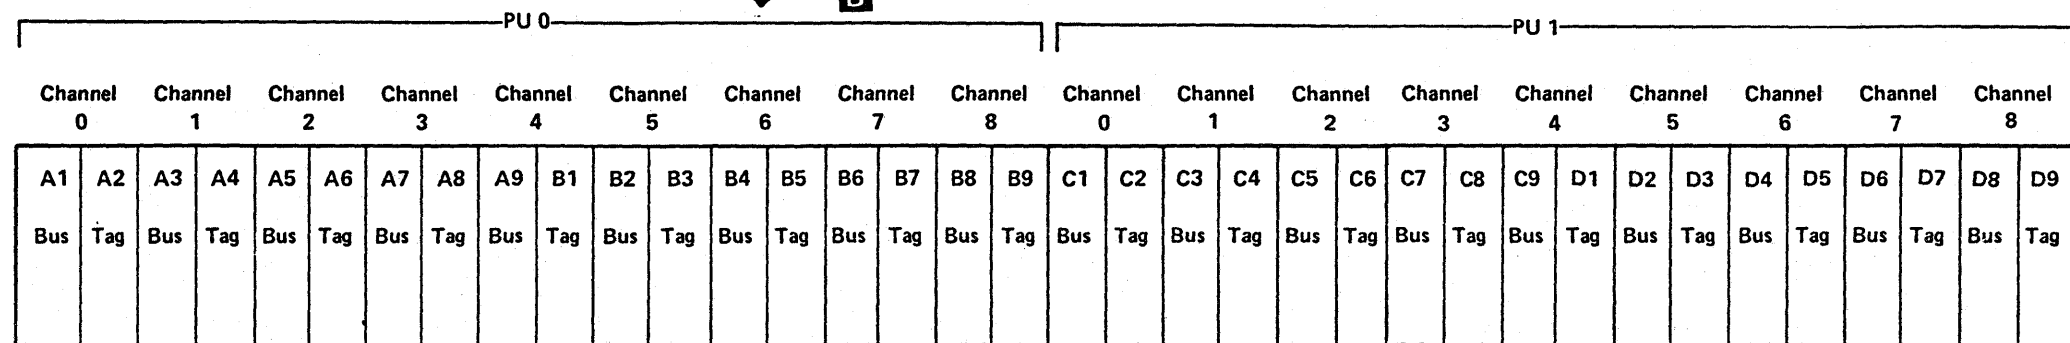 B
PU 0 PU 1
Channel Channel Channel Channel Channel Channel Channel Channel Channel Channel Channel Channel Channel Channel Channel Channel Channel Channel
0 1 2 3 4 5 6 7 8 0 1 2 3 4 5 6 7 8
A1 A2 A3 A4 A5 A6 A7 A8 A9 B1 B2 B3 B4 B5 B6 B7 B8 B9 C1 C2 C3 C4 C5 C6 C7 C8 C9 D1 D2 D3 D4 D5 D6 D7 D8 D9
Bus Tag Bus Tag Bus Tag Bus Tag Bus Tag Bus Tag Bus Tag Bus Tag Bus Tag Bus Tag Bus Tag Bus Tag Bus Tag Bus Tag Bus Tag Bus Tag Bus Tag Bus Tag